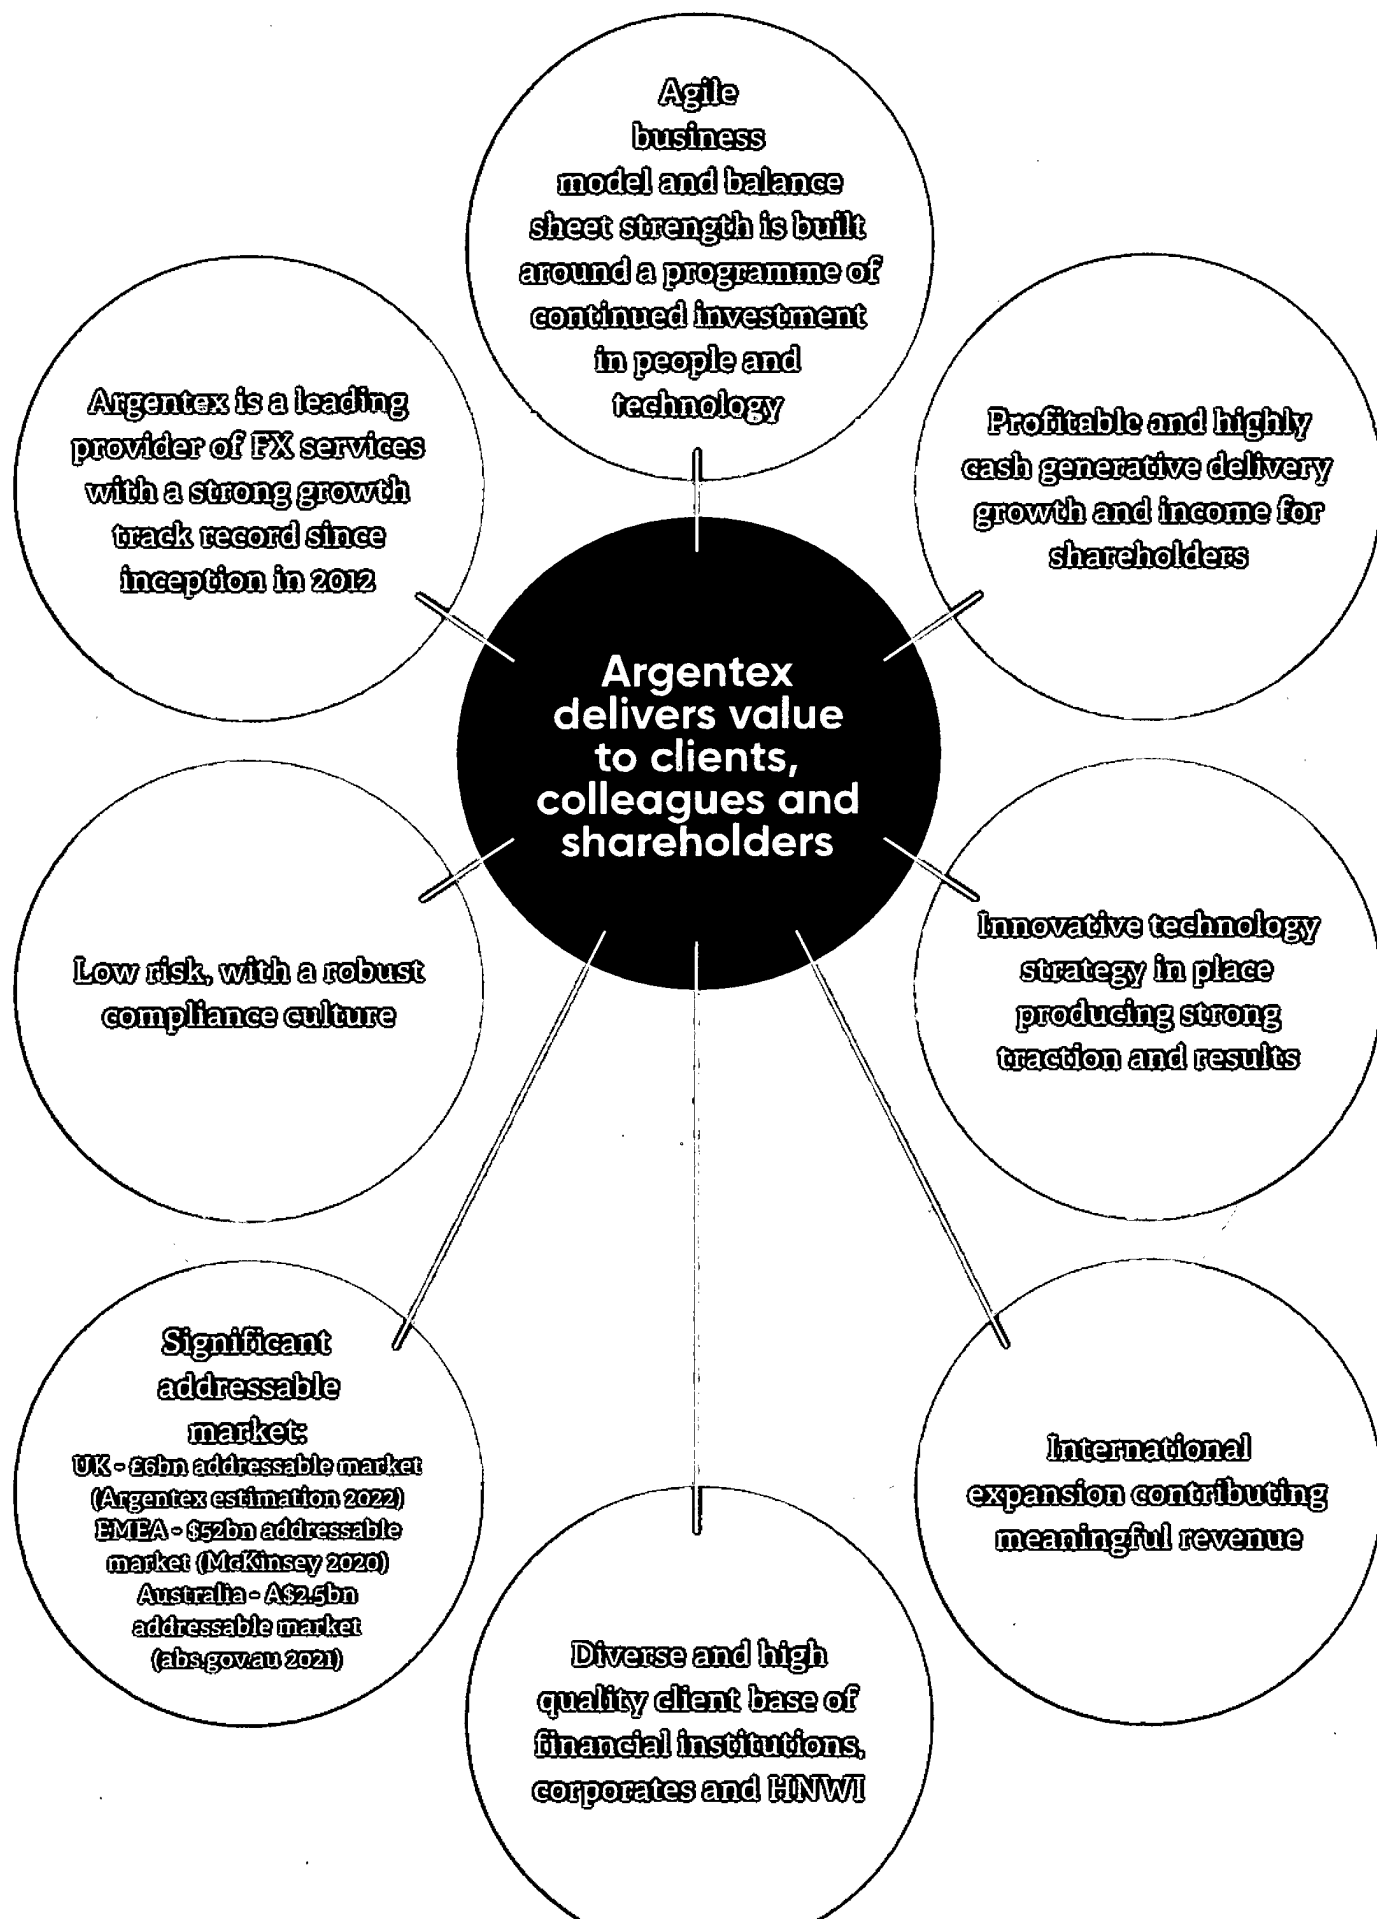 Agile
business
model and balance
sheet strength is built
around a programme of
continued investment
in people and
technology
Argentex is a leading
provider of FX services
with a strong growth
track record since
inception in 2012
Profitable and highly
cash generative delivery
growth and income for
shareholders
Argentex
delivers value
to clients,
colleagues and
shareholders
Low risk, with a robust
compliance culture
Innovative technology
strategy in place
producing strong
traction and results
Significant
addressable
market:
UK - £6bn addressable market
(Argentex estimation 2022)
EMEA - $52bn addressable
market (McKinsey 2020)
Australia - A$2.5bn
addressable market
(abs.gov.au 2021)
International
expansion contributing
meaningful revenue
Diverse and high
quality client base of
financial institutions,
corporates and HNWI